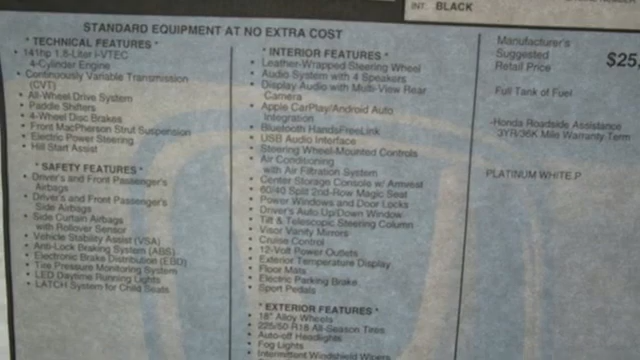 INT. BLACK
STANDARD EQUIPMENT AT NO EXTRA COST
* TECHNICAL FEATURES *
• 141hp 1.8-Liter i-VTEC
4-Cylinder Engine
• Continuously Variable Transmission
(CVT)
• All-Wheel Drive System
• Paddle Shifters
• 4-Wheel Disc Brakes
• Front MacPherson Strut Suspension
• Electric Power Steering
• Hill Start Assist
* SAFETY FEATURES *
• Driver's and Front Passenger's
Airbags
• Driver's and Front Passenger's
Side Airbags
• Side Curtain Airbags
with Rollover Sensor
• Vehicle Stability Assist (VSA)
• Anti-Lock Braking System (ABS)
• Electronic Brake Distribution (EBD)
• Tire Pressure Monitoring System
• LED Daytime Running Lights
• LATCH System for Child Seats
* INTERIOR FEATURES *
• Leather-Wrapped Steering Wheel
• Audio System with 4 Speakers
• Display Audio with Multi-View Rear
Camera
• Apple CarPlay/Android Auto
Integration
• Bluetooth HandsFreeLink
• USB Audio Interface
• Steering Wheel-Mounted Controls
• Air Conditioning
with Air Filtration System
• Center Storage Console w/ Armrest
• 60/40 Split 2nd-Row Magic Seat
• Power Windows and Door Locks
• Driver's Auto Up/Down Window
• Tilt & Telescopic Steering Column
• Visor Vanity Mirrors
• Cruise Control
• 12-Volt Power Outlets
• Exterior Temperature Display
• Floor Mats
• Electric Parking Brake
• Sport Pedals
* EXTERIOR FEATURES *
• 18" Alloy Wheels
• 225/50 R18 All-Season Tires
• Auto-off Headlights
• Fog Lights
• Intermittent Windshield Wipers
Manufacturer's
Suggested
Retail Price $25,
Full Tank of Fuel
-Honda Roadside Assistance
3YR/36K Mile Warranty Term
PLATINUM WHITE P